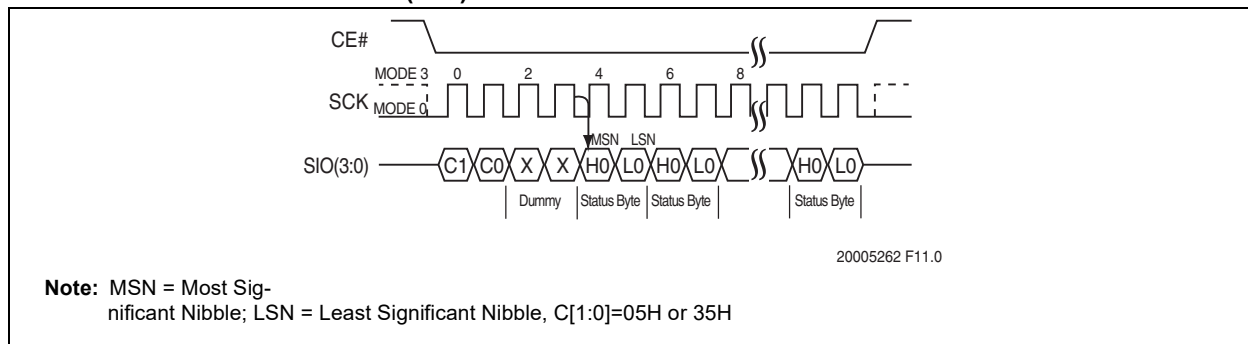 CE#
MODE 3 0 2 4 6 8
SCK MODE 0
MSN LSN
SIO(3:0) C1 C0 X X H0 L0 H0 L0 H0 L0
Dummy Status Byte Status Byte Status Byte
20005262 F11.0
Note: MSN = Most Sig-
nificant Nibble; LSN = Least Significant Nibble, C[1:0]=05H or 35H